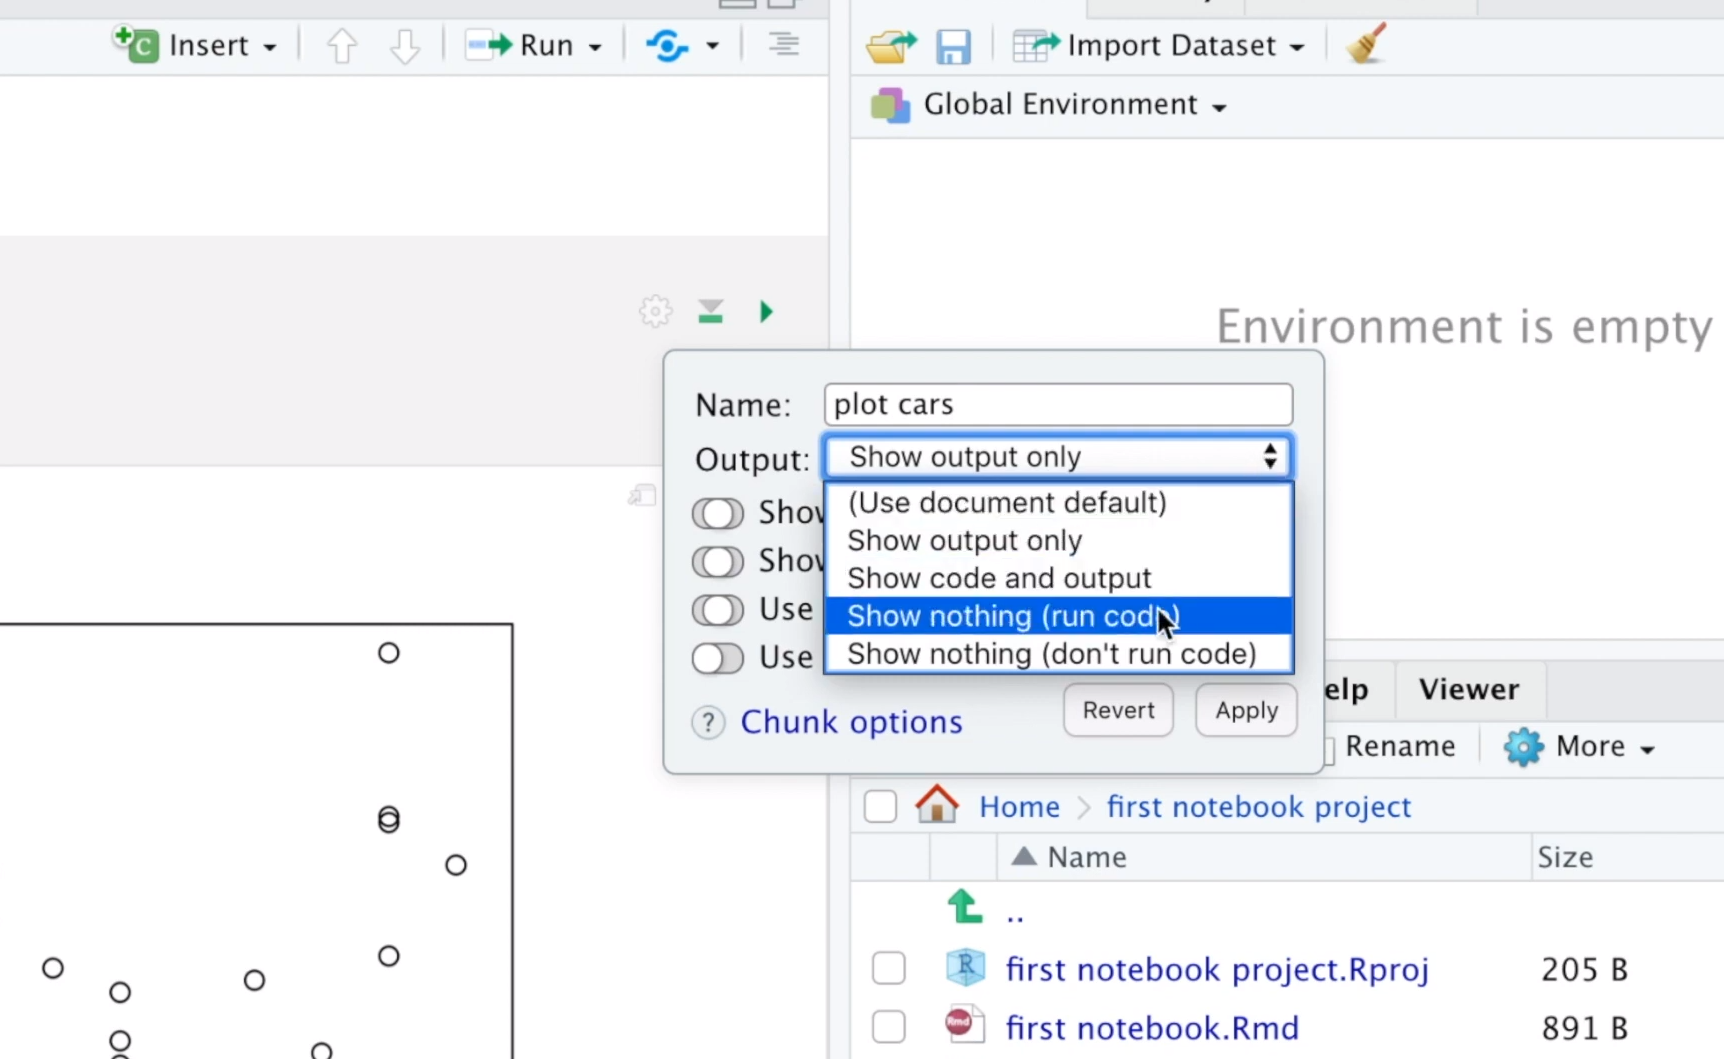 Insert
Run
Import Dataset
Global Environment
Environment is empty
Name: plot cars
Output: Show output only
(Use document default)
Show output only
Show code and output
Show nothing (run code)
Show nothing (don't run code)
Use
Use
? Chunk options
Revert
Apply
Viewer
Rename
More
Home > first notebook project
Name
Size
..
first notebook project.Rproj
205 B
first notebook.Rmd
891 B